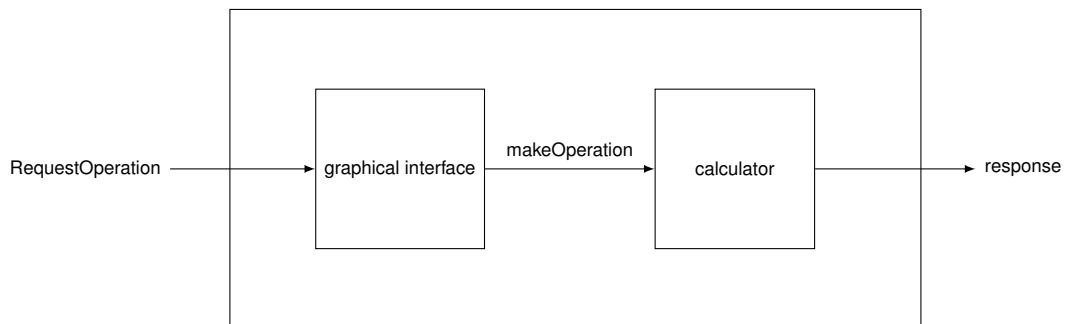 RequestOperation
graphical interface
makeOperation
calculator
response